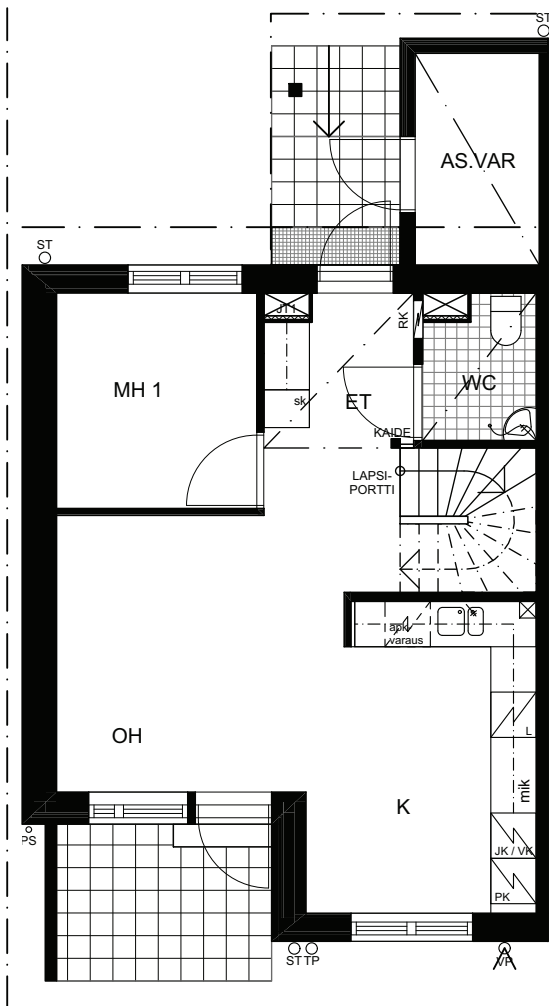 ST
AS.VAR
ST
JT1
RK
MH 1
WC
sk
ET
KAIDE
LAPSI-
PORTTI
apk
varaus
L
OH
mik
K
PS
JK / VK
PK
ST TP
VP